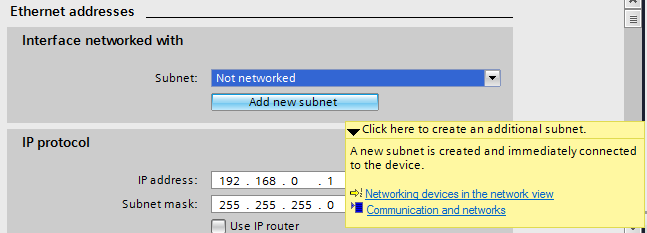 Ethernet addresses
Interface networked with
Subnet: Not networked
Add new subnet
Click here to create an additional subnet.
IP protocol
A new subnet is created and immediately connected
to the device.
IP address: 192 . 168 . 0 . 1
Networking devices in the network view
Subnet mask: 255 . 255 . 255 . 0
Communication and networks
Use IP router